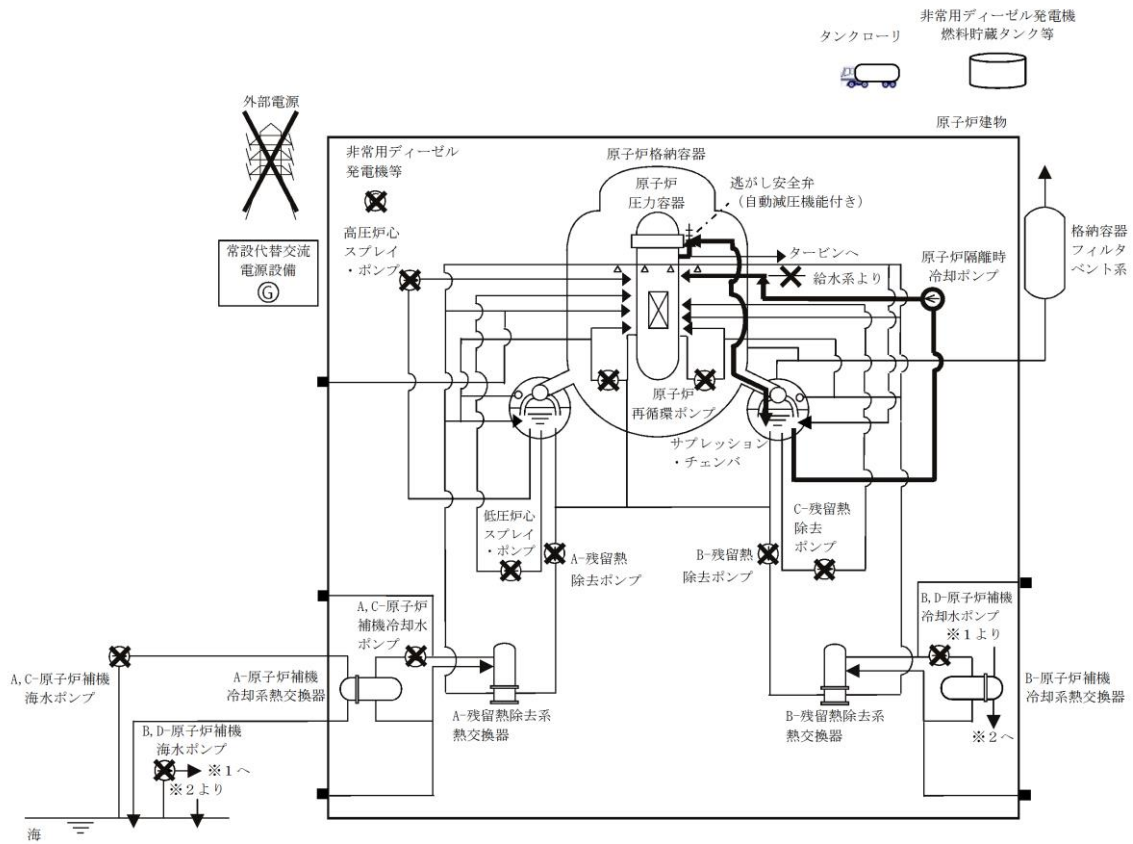 タンクローリ
非常用ディーゼル発電機
燃料貯蔵タンク等
外部電源
原子炉建物
非常用ディーゼル
発電機等
原子炉格納容器
原子炉
圧力容器
逃がし安全弁
（自動減圧機能付き）
常設代替交流
電源設備
G
高圧炉心
スプレイ
・ポンプ
タービンへ
給水系より
原子炉隔離時
冷却ポンプ
格納容器
フィルタ
ベント系
原子炉
再循環ポンプ
サプレッション
・チェンバ
低圧炉心
スプレイ
・ポンプ
A-残留熱
除去ポンプ
B-残留熱
除去ポンプ
C-残留熱
除去
ポンプ
A,C-原子炉
補機冷却水
ポンプ
B,D-原子炉補機
冷却水ポンプ
※1より
A,C-原子炉補機
海水ポンプ
A-原子炉補機
冷却系熱交換器
A-残留熱除去系
熱交換器
B-残留熱除去系
熱交換器
B-原子炉補機
冷却系熱交換器
※2へ
B,D-原子炉補機
海水ポンプ
※1へ
※2より
海